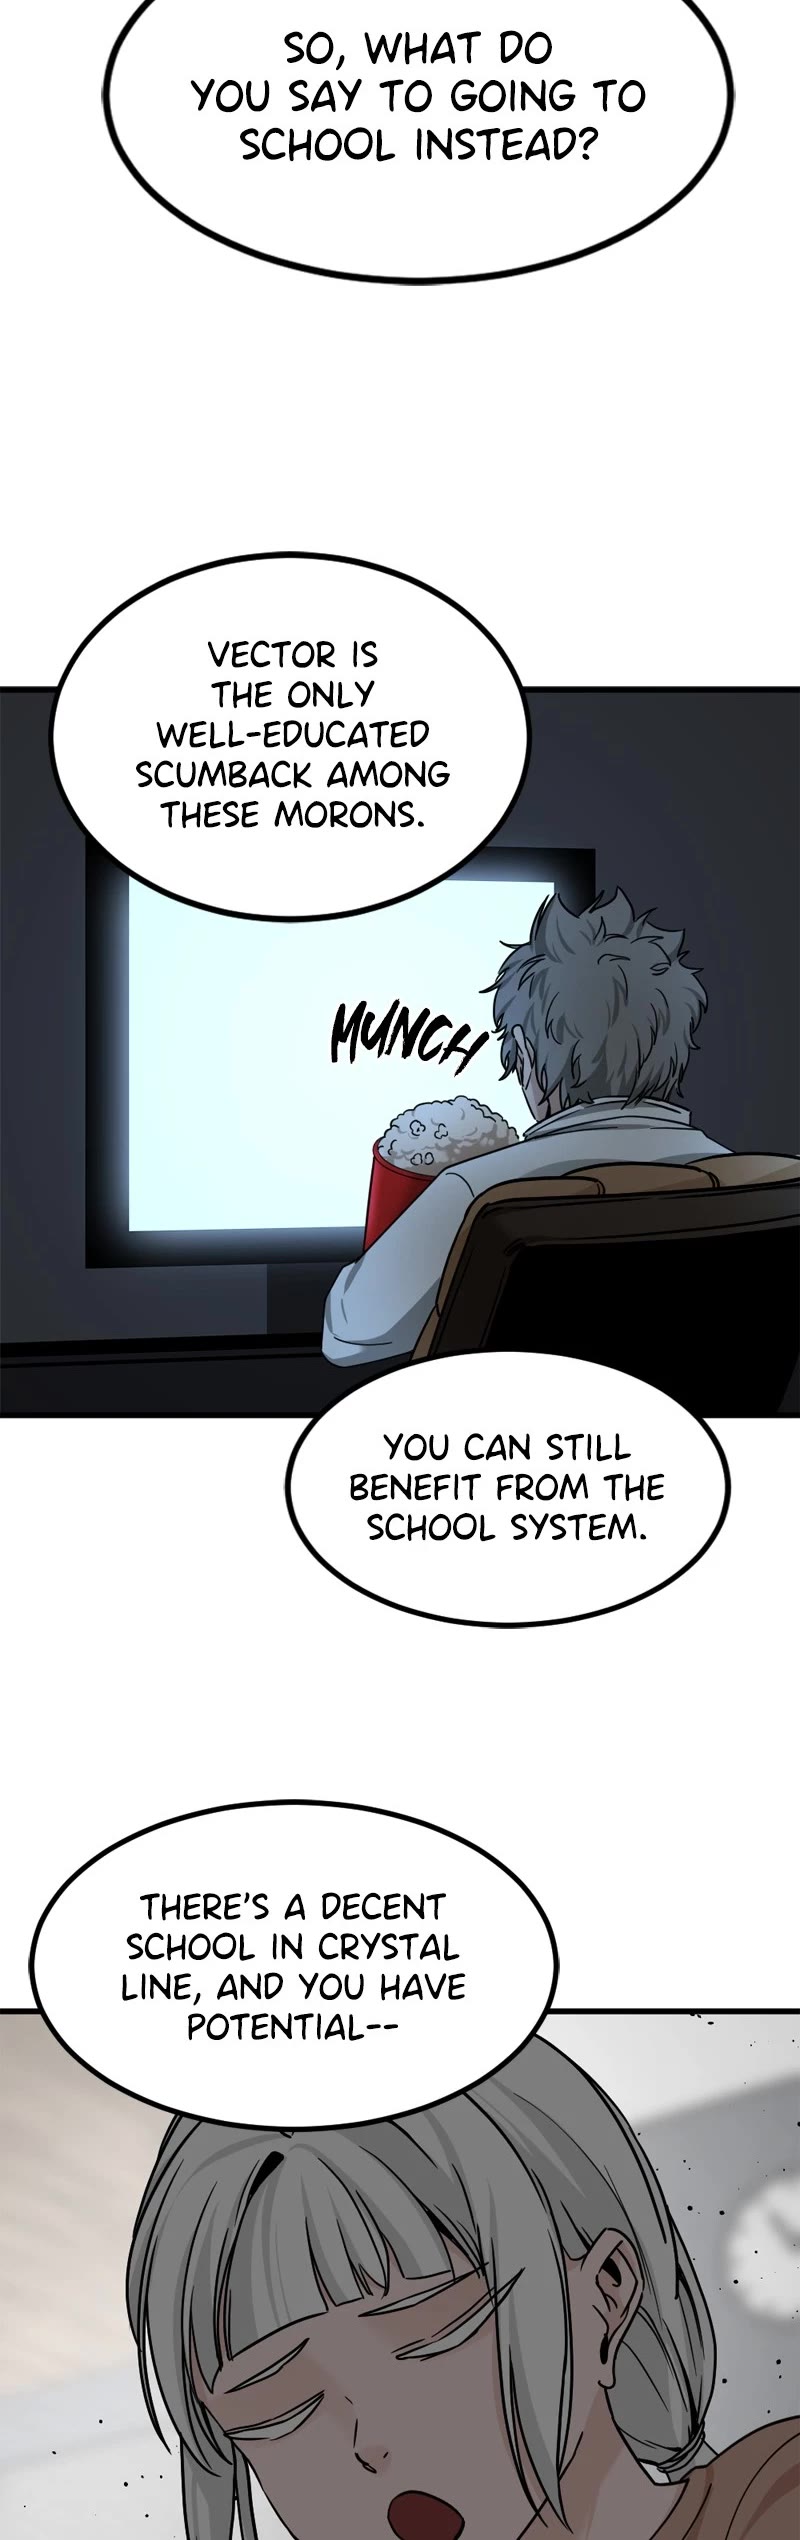 SO, WHAT DO
YOU SAY TO GOING TO
SCHOOL INSTEAD?
VECTOR IS
THE ONLY
WELL-EDUCATED
SCUMBACK AMONG
THESE MORONS.
MUNCH
YOU CAN STILL
BENEFIT FROM THE
SCHOOL SYSTEM.
THERE'S A DECENT
SCHOOL IN CRYSTAL
LINE, AND YOU HAVE
POTENTIAL--